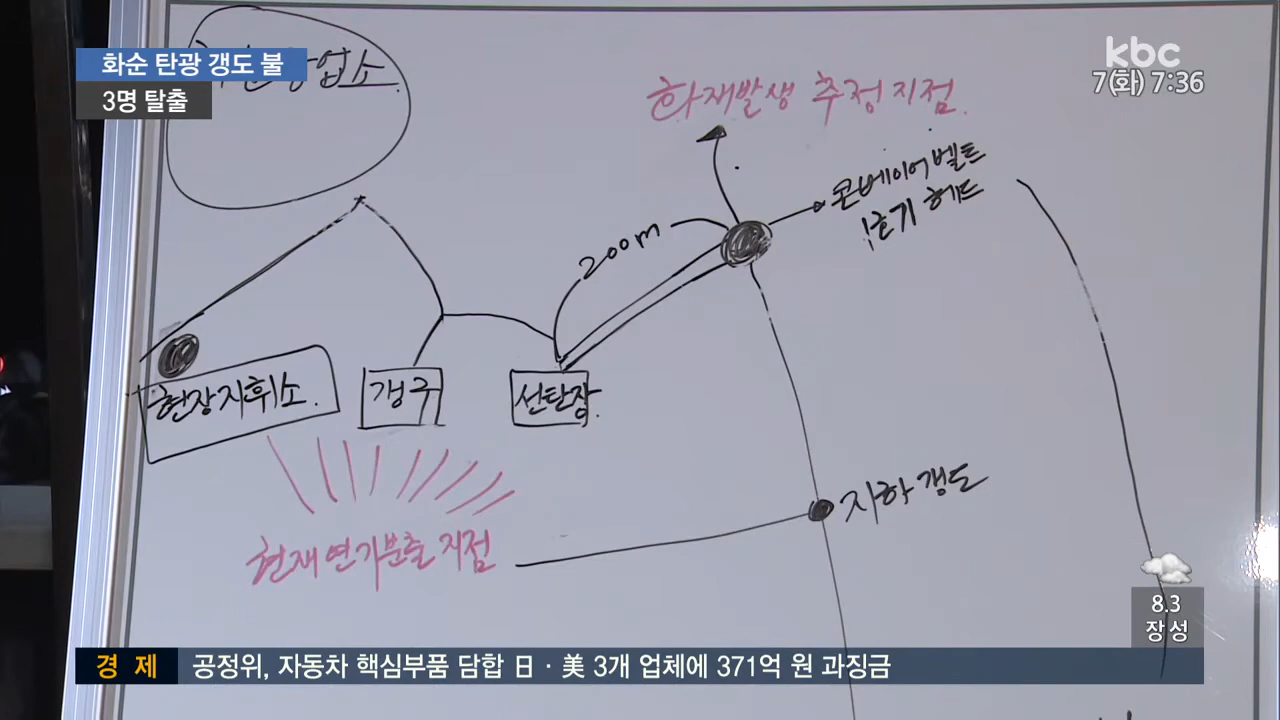 화순 탄광 갱도 불
3명 탈출
업소.
kbc
7(화) 7:36
화재발생 추정지점.
콘베이어벨트
1호기 헤드
200m
현장지휘소.
갱구
선탄장.
지하갱도
현재연기분출지점
8.3
장성
경제
공정위, 자동차 핵심부품 담합 日·美 3개 업체에 371억 원 과징금